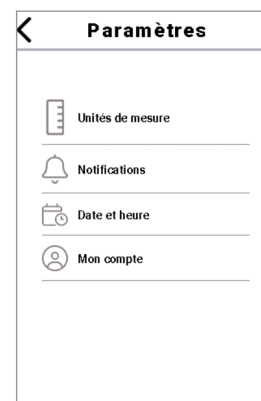 Paramètres
Unités de mesure
Notifications
Date et heure
Mon compte